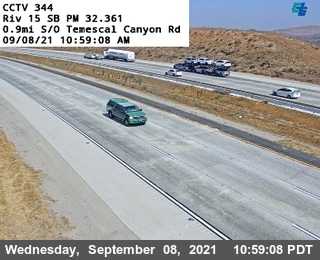 CCTV 344
Riv 15 SB PM 32.361
0.9mi S/O Temescal Canyon Rd
09/08/21 10:59:08 AM
Wednesday, September 08, 2021 10:59:08 PDT